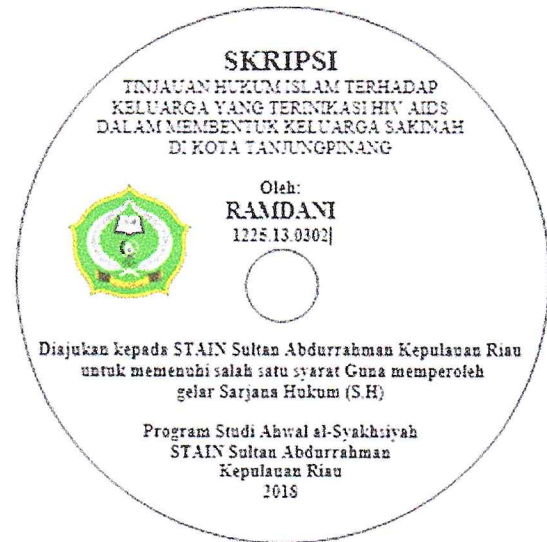 SKRIPSI
TINJAUAN HUKUM ISLAM TERHADAP
KELUARGA YANG TERINIKASI HIV AIDS
DALAM MEMBENTUK KELUARGA SAKINAH
DI KOTA TANJUNGPINANG
Oleh:
RAMDANI
1225.13.0302|
Diajukan kepada STAIN Sultan Abdurrahman Kepulauan Riau
untuk memenuhi salah satu syarat Guna memperoleh
gelar Sarjana Hukum (S.H)
Program Studi Ahwal al-Syakhsiyah
STAIN Sultan Abdurrahman
Kepulauan Riau
2018